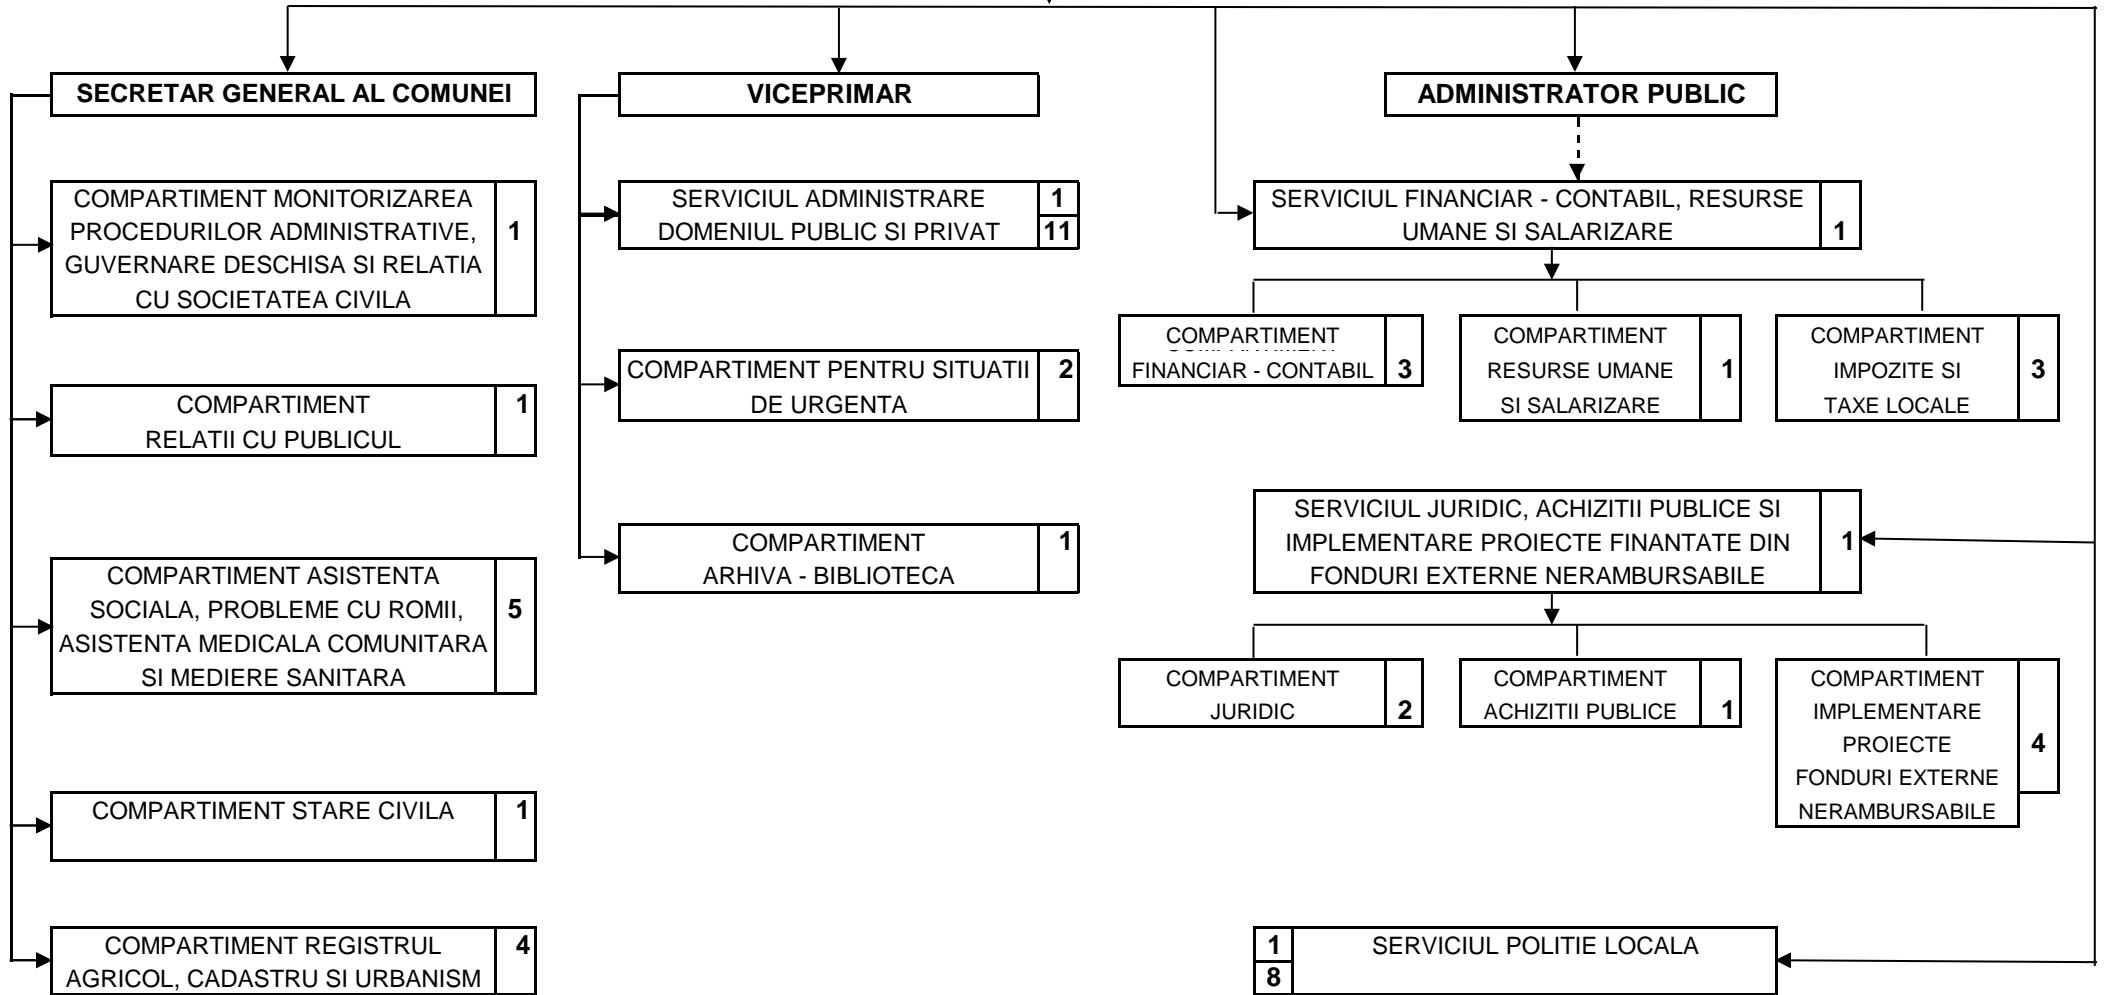 SECRETAR GENERAL AL COMUNEI
COMPARTIMENT MONITORIZAREA
PROCEDURILOR ADMINISTRATIVE, 1
GUVERNARE DESCHISA SI RELATIA
CU SOCIETATEA CIVILA
COMPARTIMENT 1
RELATII CU PUBLICUL
COMPARTIMENT ASISTENTA
SOCIALA, PROBLEME CU ROMII, 5
ASISTENTA MEDICALA COMUNITARA
SI MEDIERE SANITARA
COMPARTIMENT STARE CIVILA 1
COMPARTIMENT REGISTRUL 4
AGRICOL, CADASTRU SI URBANISM
VICEPRIMAR
SERVICIUL ADMINISTRARE 1
DOMENIUL PUBLIC SI PRIVAT 11
COMPARTIMENT PENTRU SITUATII 2
DE URGENTA
COMPARTIMENT 1
ARHIVA - BIBLIOTECA
ADMINISTRATOR PUBLIC
SERVICIUL FINANCIAR - CONTABIL, RESURSE
UMANE SI SALARIZARE 1
COMPARTIMENT
FINANCIAR - CONTABIL 3
COMPARTIMENT
RESURSE UMANE 1
SI SALARIZARE
COMPARTIMENT
IMPOZITE SI 3
TAXE LOCALE
SERVICIUL JURIDIC, ACHIZITII PUBLICE SI
IMPLEMENTARE PROIECTE FINANTATE DIN 1
FONDURI EXTERNE NERAMBURSABILE
COMPARTIMENT
JURIDIC 2
COMPARTIMENT
ACHIZITII PUBLICE 1
COMPARTIMENT
IMPLEMENTARE
PROIECTE 4
FONDURI EXTERNE
NERAMBURSABILE
1 SERVICIUL POLITIE LOCALA
8